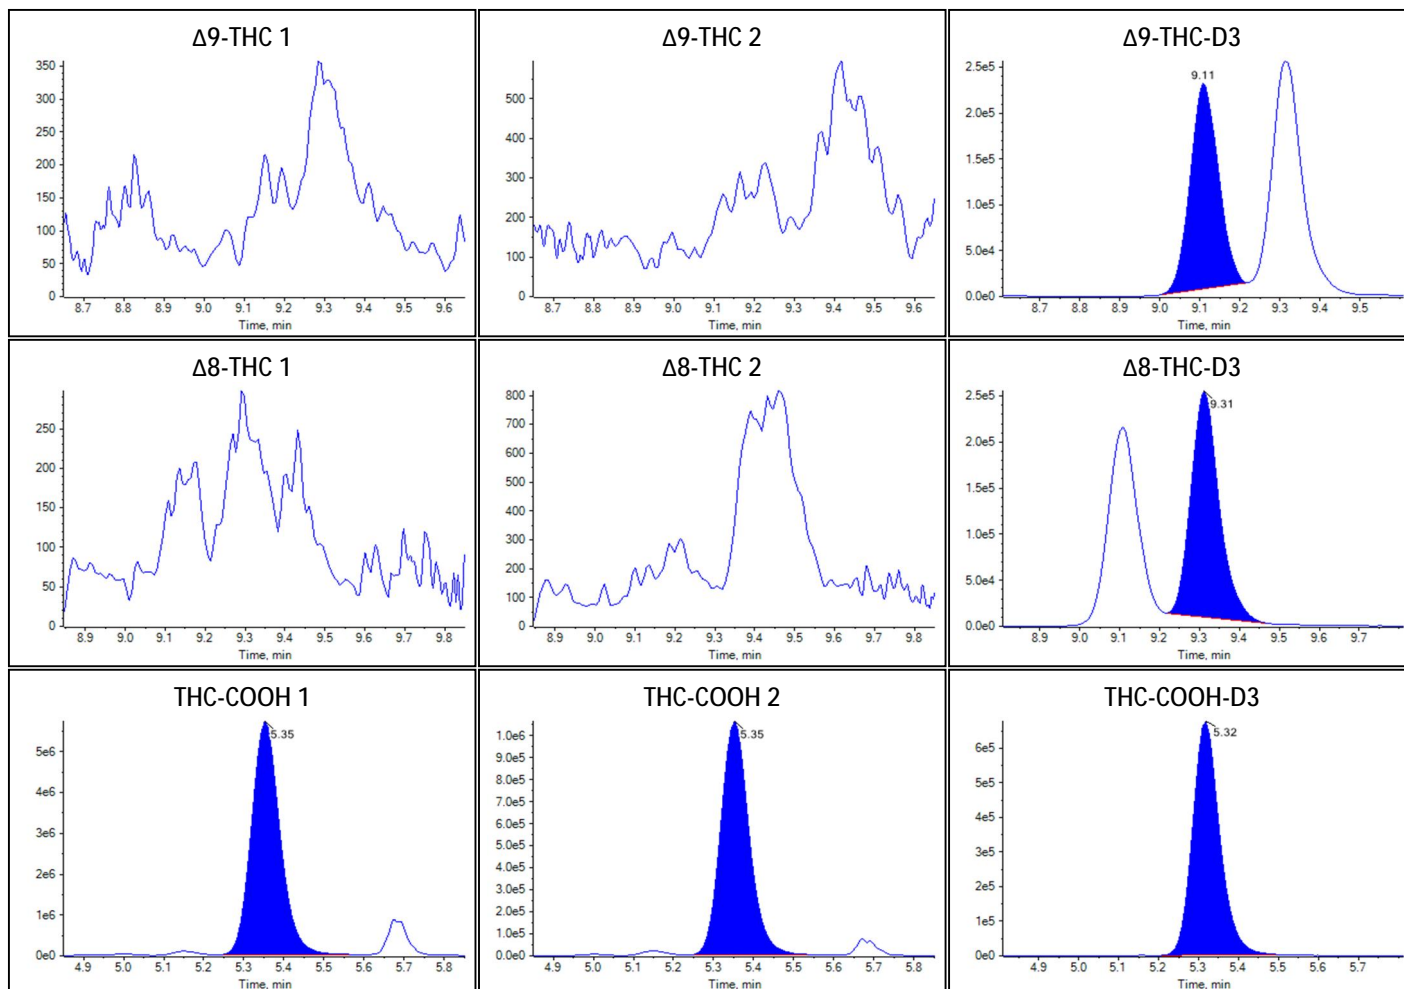 Δ9-THC 1
350
300
250
200
150
100
50
0
8.7 8.8 8.9 9.0 9.1 9.2 9.3 9.4 9.5 9.6
Time, min
Δ9-THC 2
500
400
300
200
100
0
8.7 8.8 8.9 9.0 9.1 9.2 9.3 9.4 9.5 9.6
Time, min
Δ9-THC-D3
9.11
2.5e5
2.0e5
1.5e5
1.0e5
5.0e4
0.0e0
8.7 8.8 8.9 9.0 9.1 9.2 9.3 9.4 9.5
Time, min
Δ8-THC 1
250
200
150
100
50
0
8.9 9.0 9.1 9.2 9.3 9.4 9.5 9.6 9.7 9.8
Time, min
Δ8-THC 2
800
700
600
500
400
300
200
100
0
8.9 9.0 9.1 9.2 9.3 9.4 9.5 9.6 9.7 9.8
Time, min
Δ8-THC-D3
9.31
2.5e5
2.0e5
1.5e5
1.0e5
5.0e4
0.0e0
8.9 9.0 9.1 9.2 9.3 9.4 9.5 9.6 9.7
Time, min
THC-COOH 1
5.35
5e6
4e6
3e6
2e6
1e6
0e0
4.9 5.0 5.1 5.2 5.3 5.4 5.5 5.6 5.7 5.8
Time, min
THC-COOH 2
5.35
1.0e6
9.0e5
8.0e5
7.0e5
6.0e5
5.0e5
4.0e5
3.0e5
2.0e5
1.0e5
0.0e0
4.9 5.0 5.1 5.2 5.3 5.4 5.5 5.6 5.7 5.8
Time, min
THC-COOH-D3
5.32
6e5
5e5
4e5
3e5
2e5
1e5
0e0
4.9 5.0 5.1 5.2 5.3 5.4 5.5 5.6 5.7
Time, min